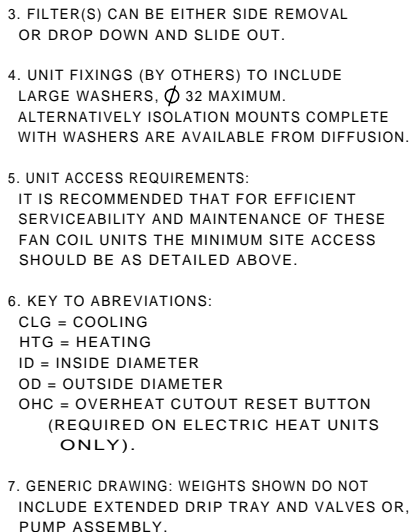 3. FILTER(S) CAN BE EITHER SIDE REMOVAL
OR DROP DOWN AND SLIDE OUT.
4. UNIT FIXINGS (BY OTHERS) TO INCLUDE
LARGE WASHERS, Ø 32 MAXIMUM.
ALTERNATIVELY ISOLATION MOUNTS COMPLETE
WITH WASHERS ARE AVAILABLE FROM DIFFUSION.
5. UNIT ACCESS REQUIREMENTS:
IT IS RECOMMENDED THAT FOR EFFICIENT
SERVICEABILITY AND MAINTENANCE OF THESE
FAN COIL UNITS THE MINIMUM SITE ACCESS
SHOULD BE AS DETAILED ABOVE.
6. KEY TO ABREVIATIONS:
CLG = COOLING
HTG = HEATING
ID = INSIDE DIAMETER
OD = OUTSIDE DIAMETER
OHC = OVERHEAT CUTOUT RESET BUTTON
(REQUIRED ON ELECTRIC HEAT UNITS
ONLY).
7. GENERIC DRAWING: WEIGHTS SHOWN DO NOT
INCLUDE EXTENDED DRIP TRAY AND VALVES OR,
PUMP ASSEMBLY.